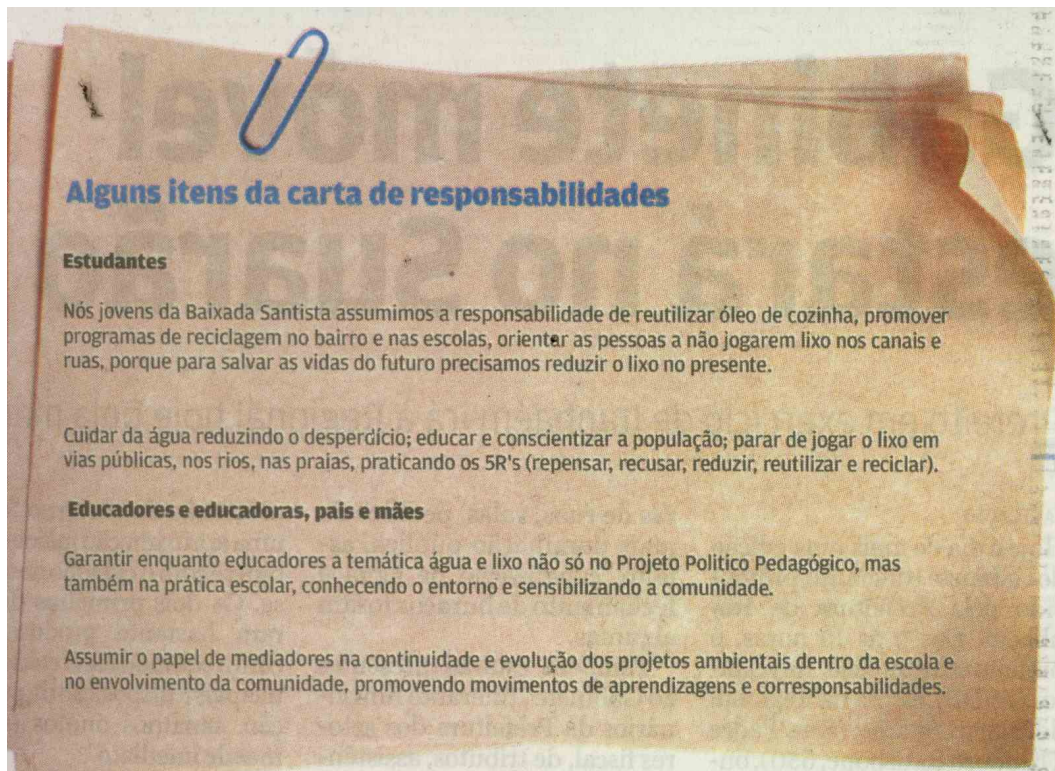 Alguns itens da carta de responsabilidades
Estudantes
Nós jovens da Baixada Santista assumimos a responsabilidade de reutilizar óleo de cozinha, promover
programas de reciclagem no bairro e nas escolas, orientar as pessoas a não jogarem lixo nos canais e
ruas, porque para salvar as vidas do futuro precisamos reduzir o lixo no presente.
Cuidar da água reduzindo o desperdício; educar e conscientizar a população; parar de jogar o lixo em
vias públicas, nos rios, nas praias, praticando os 5R's (repensar, recusar, reduzir, reutilizar e reciclar).
Educadores e educadoras, pais e mães
Garantir enquanto educadores a temática água e lixo não só no Projeto Politico Pedagógico, mas
também na prática escolar, conhecendo o entorno e sensibilizando a comunidade.
Assumir o papel de mediadores na continuidade e evolução dos projetos ambientais dentro da escola e
no envolvimento da comunidade, promovendo movimentos de aprendizagens e corresponsabilidades.